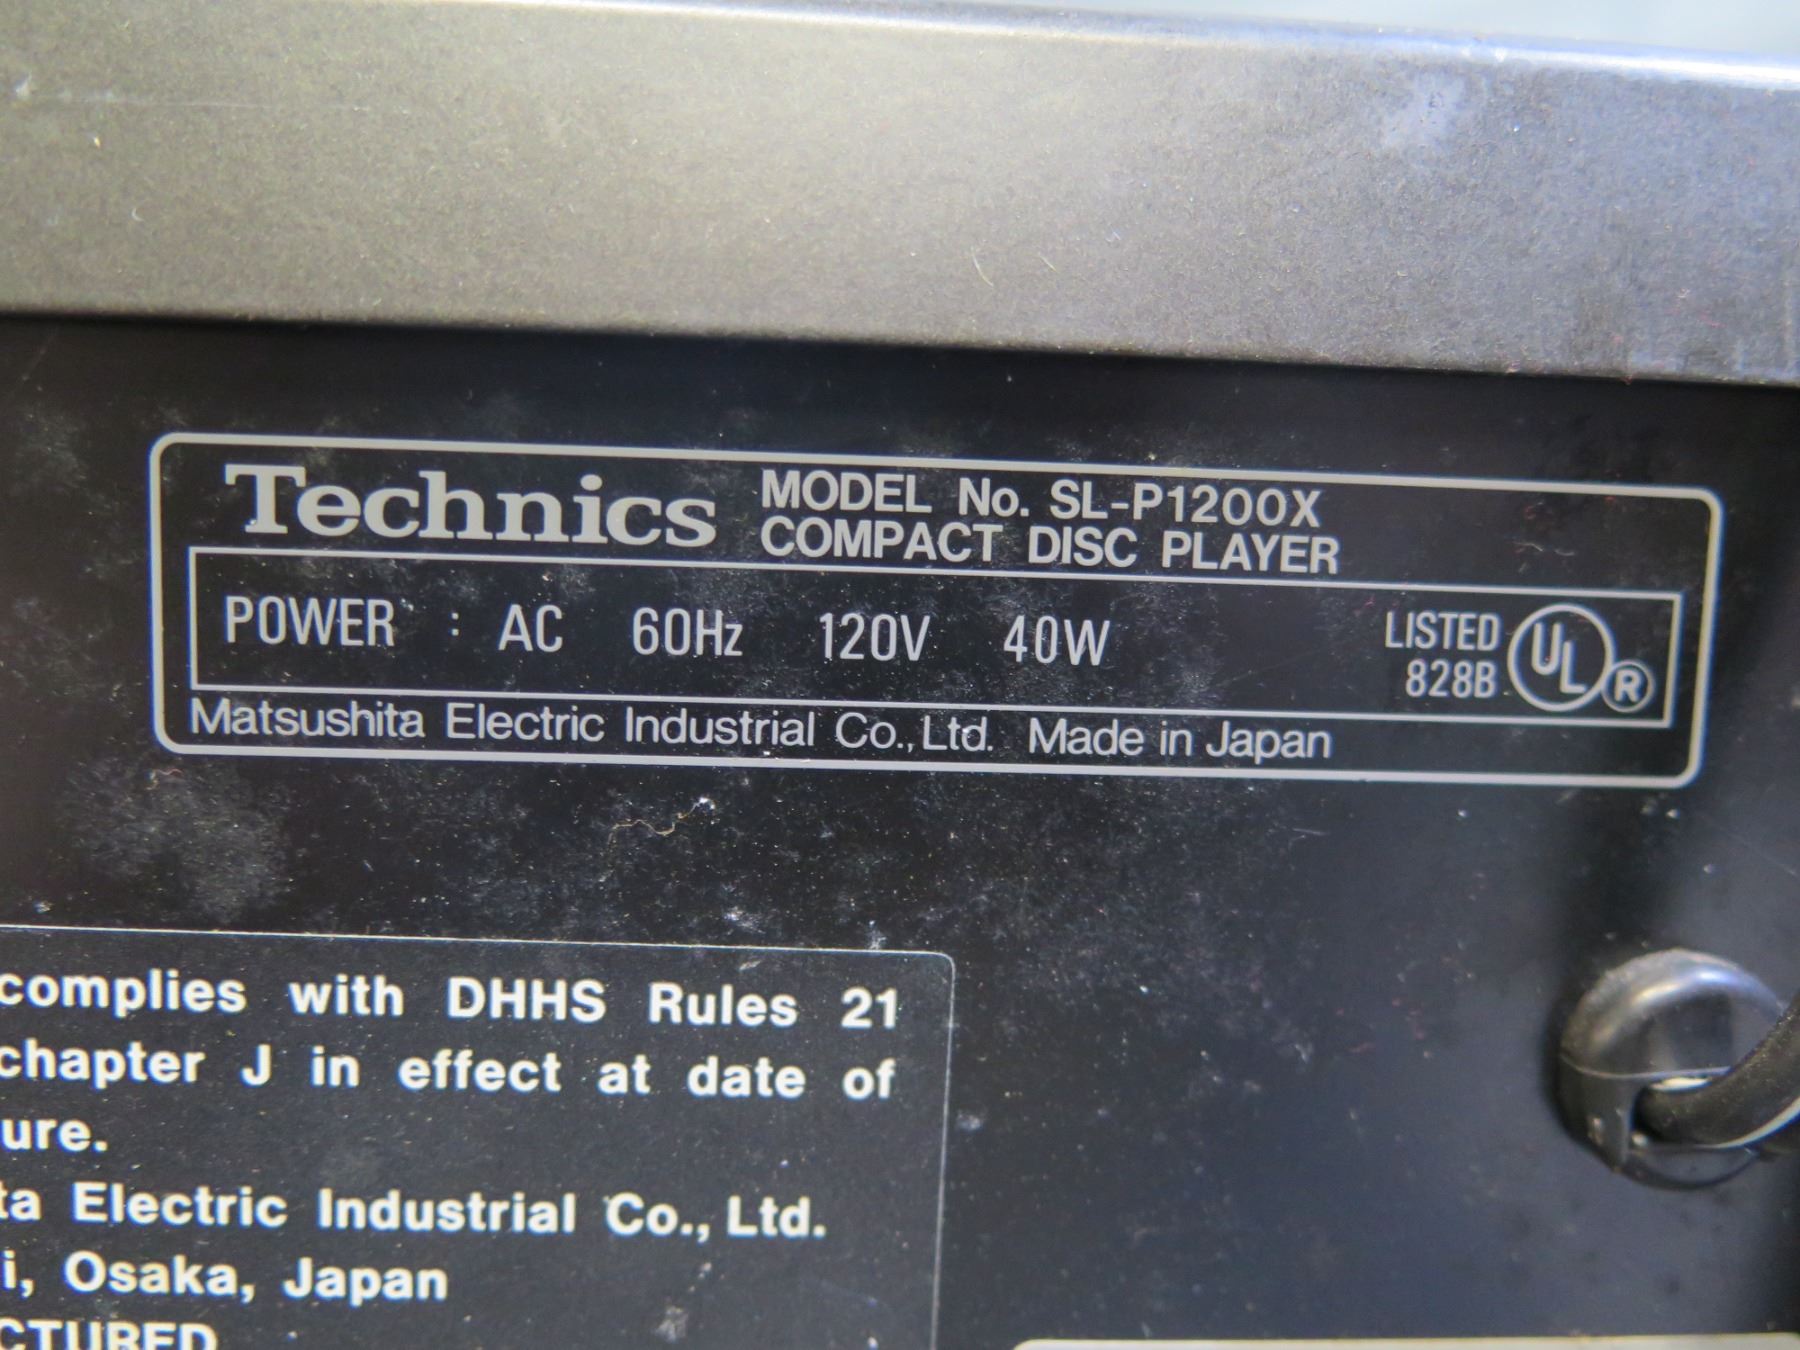 Technics MODEL No. SL-P1200X
COMPACT DISC PLAYER
POWER : AC 60Hz 120V 40W LISTED 828B UL ®
Matsushita Electric Industrial Co., Ltd. Made in Japan
complies with DHHS Rules 21
chapter J in effect at date of
ure.
ta Electric Industrial Co., Ltd.
i, Osaka, Japan
CTURED